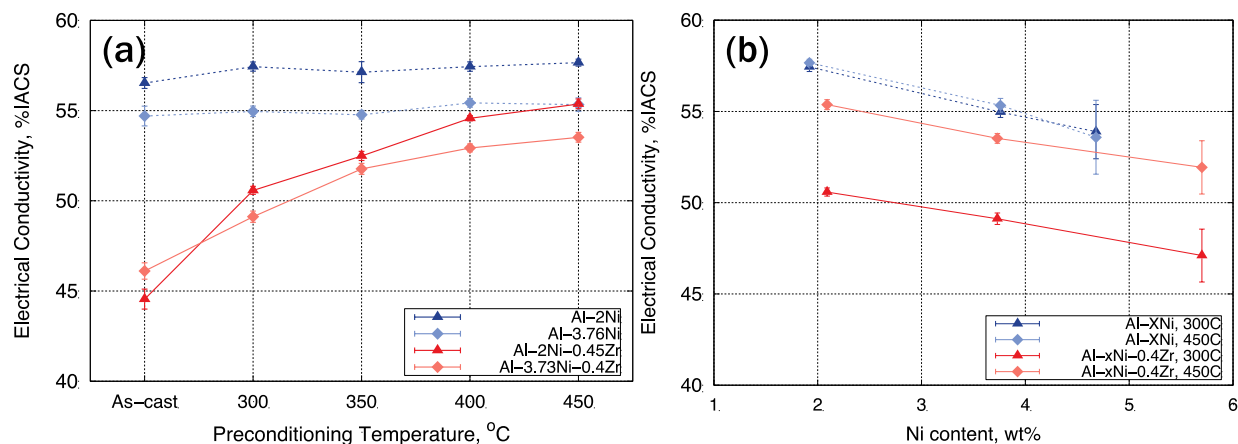 (a)
Electrical Conductivity, %IACS
60
55
50
45
40
As–cast
300
350
400
450
Preconditioning Temperature, °C
Al–2Ni
Al–3.76Ni
Al–2Ni–0.45Zr
Al–3.73Ni–0.4Zr
(b)
Electrical Conductivity, %IACS
60
55
50
45
40
1
2
3
4
5
6
Ni content, wt%
Al–XNi, 300C
Al–XNi, 450C
Al–xNi–0.4Zr, 300C
Al–xNi–0.4Zr, 450C